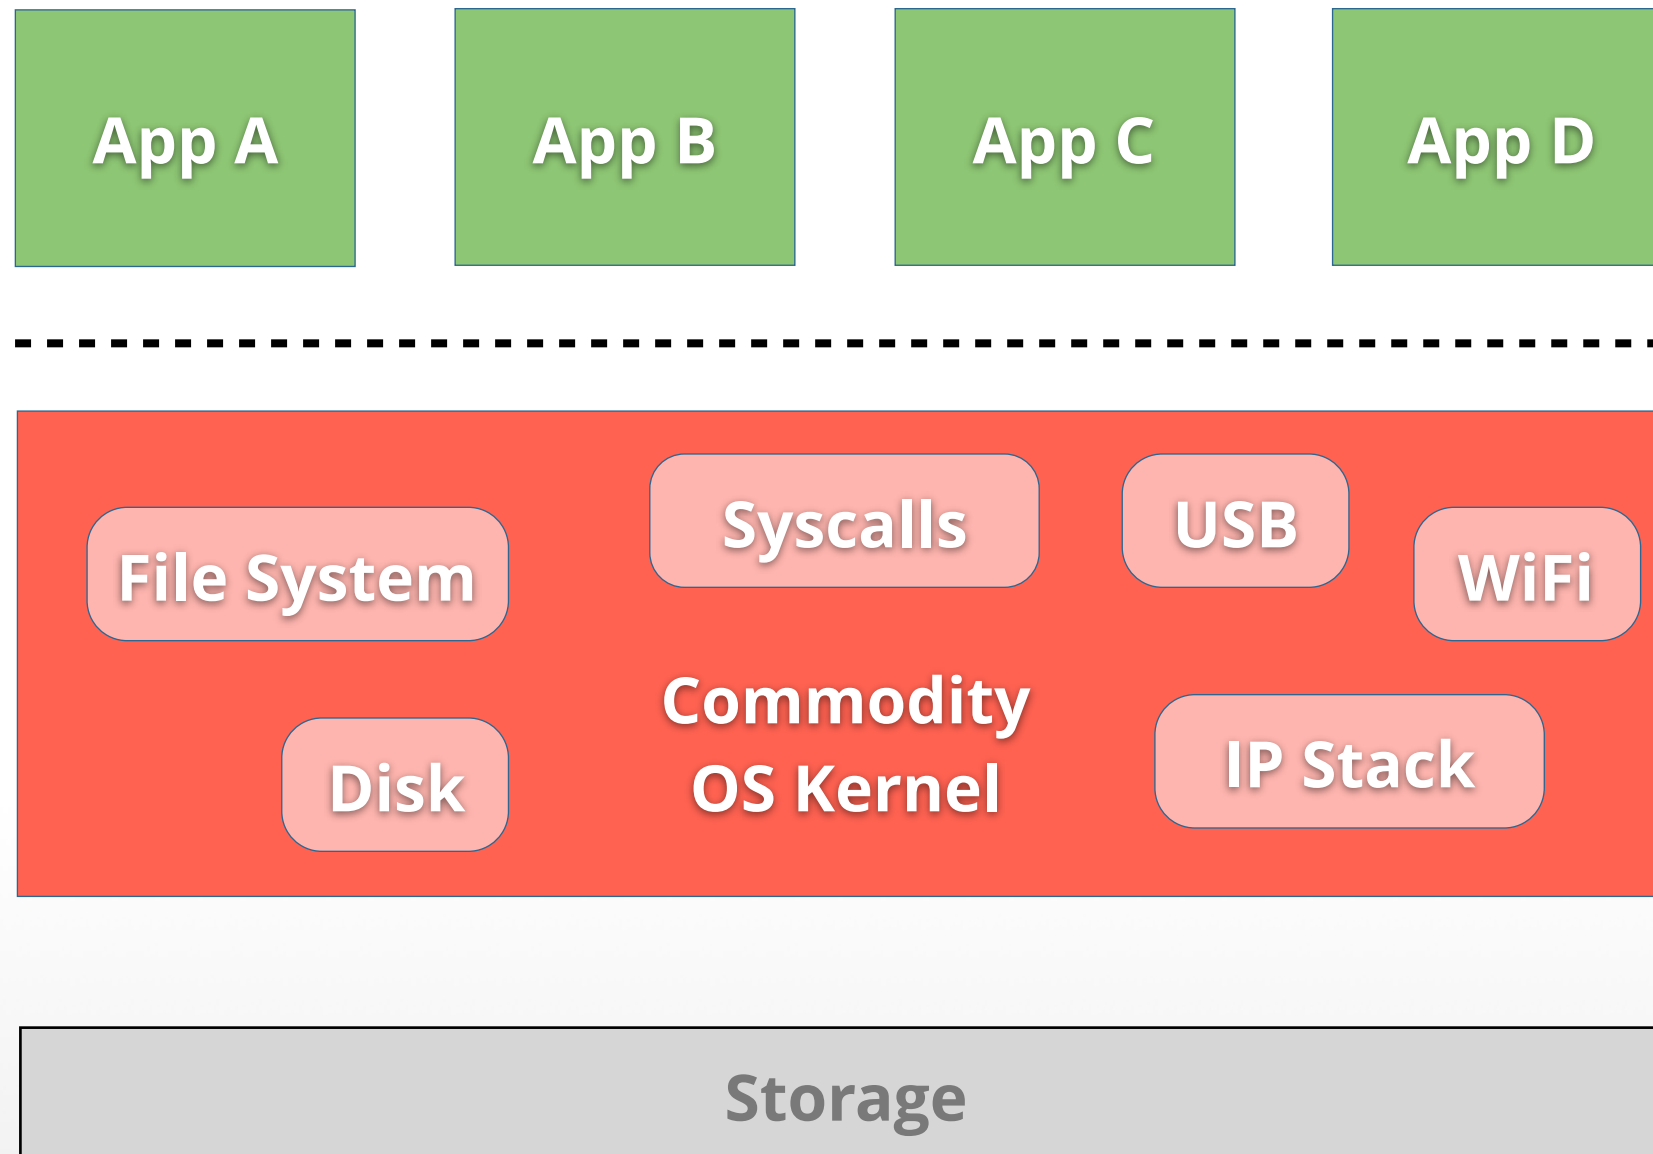 App A
App B
App C
App D
Syscalls
USB
File System
WiFi
Commodity
OS Kernel
IP Stack
Disk
Storage